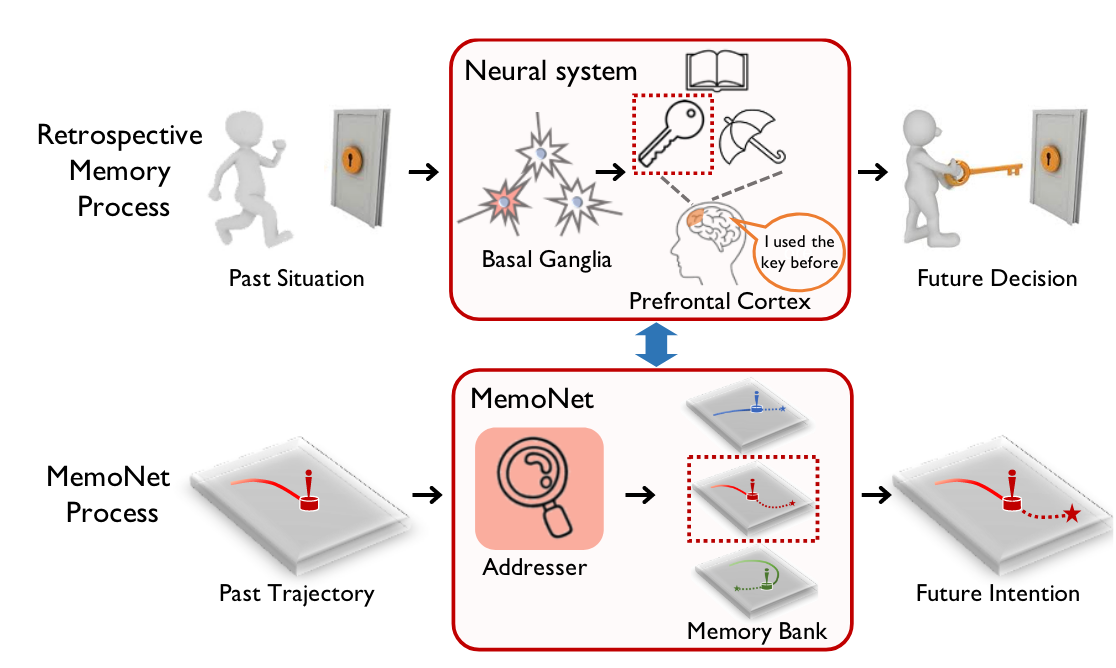 Neural system
Retrospective
Memory
Process
I used the
key before
Basal Ganglia
Past Situation
Future Decision
Prefrontal Cortex
MemoNet
MemoNet
Process
Addresser
Past Trajectory
Future Intention
Memory Bank